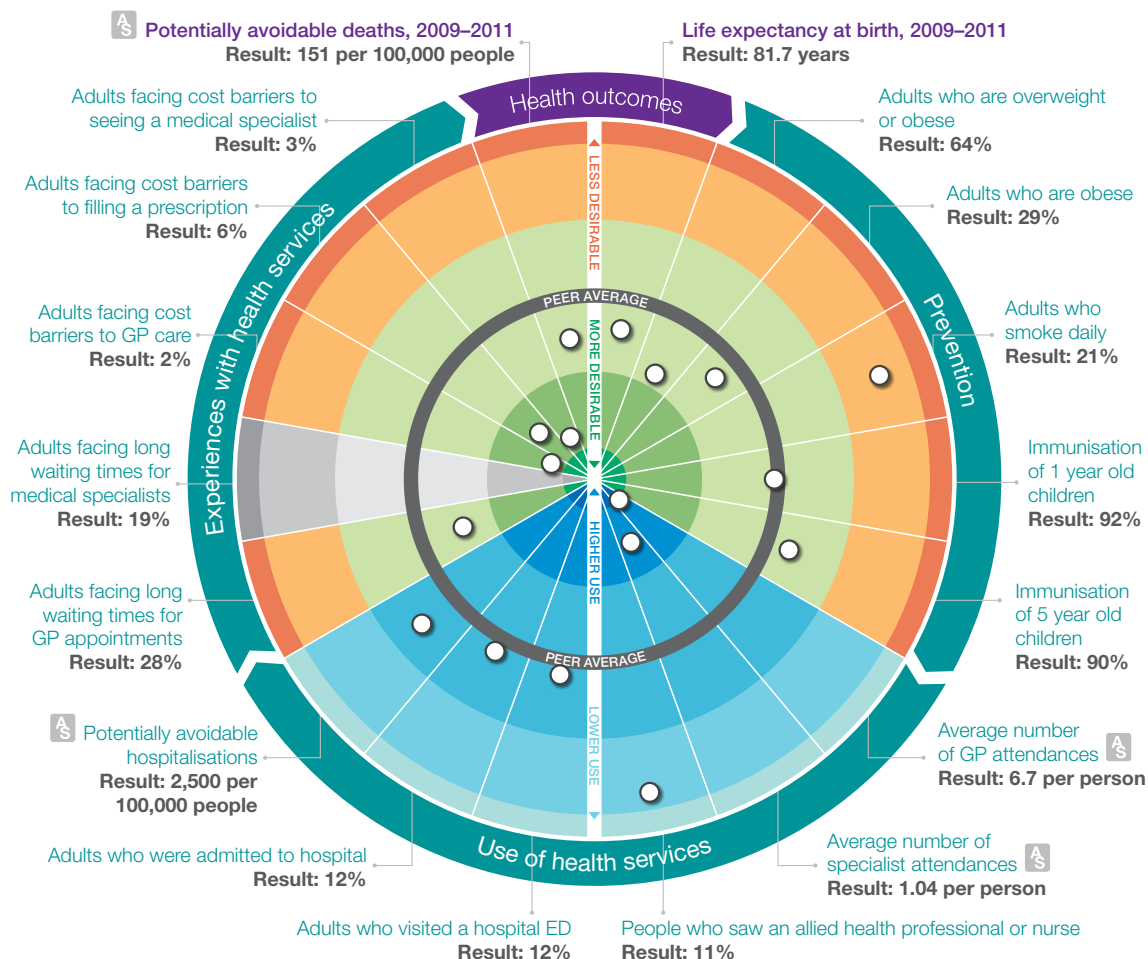 AS Potentially avoidable deaths, 2009–2011
Result: 151 per 100,000 people
Life expectancy at birth, 2009–2011
Result: 81.7 years
Adults facing cost barriers to
seeing a medical specialist
Result: 3%
Health outcomes
Adults who are overweight
or obese
Result: 64%
Adults facing cost barriers
to filling a prescription
Result: 6%
Adults who are obese
Result: 29%
Adults facing cost
barriers to GP care
Result: 2%
Adults who
smoke daily
Result: 21%
Experiences with health services
Prevention
LESS DESIRABLE
PEER AVERAGE
MORE DESIRABLE
HIGHER USE
PEER AVERAGE
LOWER USE
Adults facing long
waiting times for
medical specialists
Result: 19%
Immunisation
of 1 year old
children
Result: 92%
Adults facing long
waiting times for
GP appointments
Result: 28%
Immunisation
of 5 year old
children
Result: 90%
AS Potentially avoidable
hospitalisations
Result: 2,500 per
100,000 people
Average number
of GP attendances AS
Result: 6.7 per person
Use of health services
Adults who were admitted to hospital
Result: 12%
Average number of
specialist attendances AS
Result: 1.04 per person
Adults who visited a hospital ED
Result: 12%
People who saw an allied health professional or nurse
Result: 11%